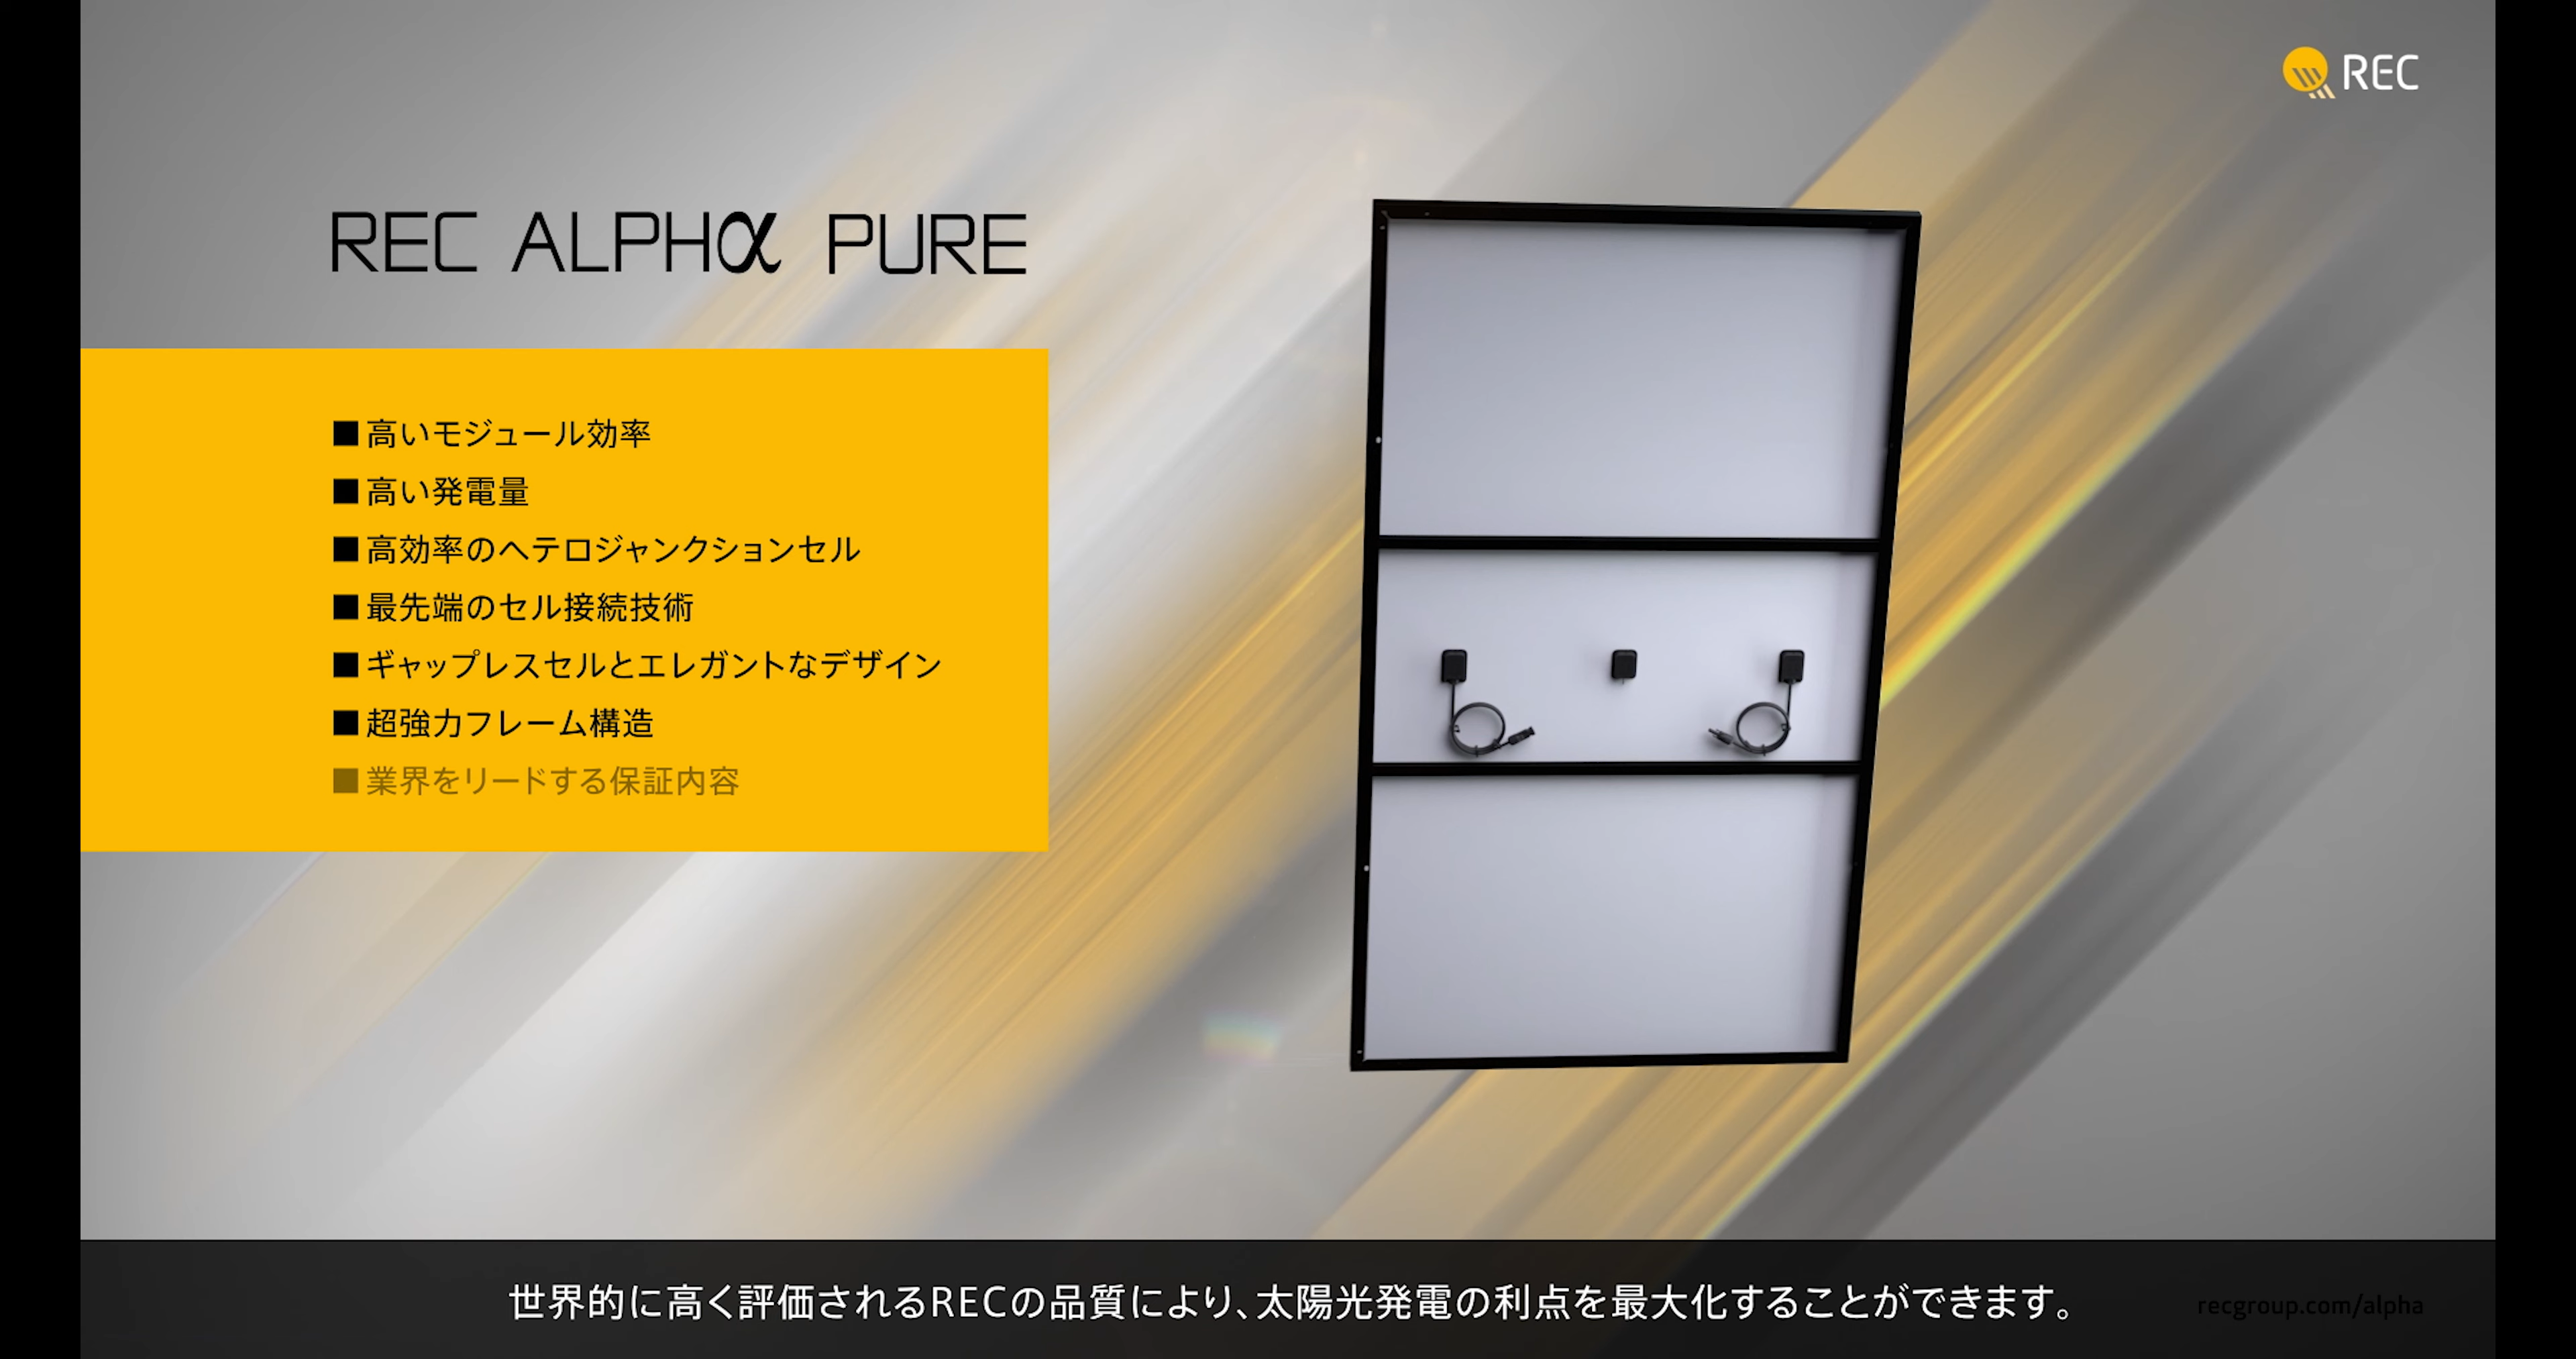 REC
REC ALPHα PURE
■ 高いモジュール効率
■ 高い発電量
■ 高効率のヘテロジャンクションセル
■ 最先端のセル接続技術
■ ギャップレスセルとエレガントなデザイン
■ 超強力フレーム構造
■ 業界をリードする保証内容
世界的に高く評価されるRECの品質により、太陽光発電の利点を最大化することができます。
recgroup.com/alpha